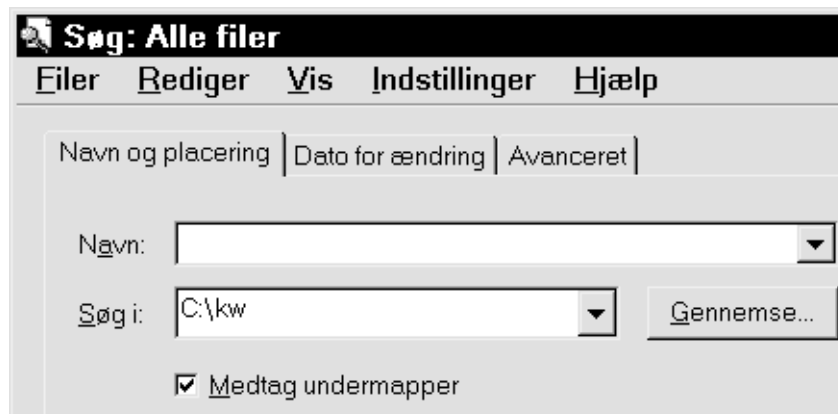 Søg: Alle filer
Filer Rediger Vis Indstillinger Hjælp
Navn og placering Dato for ændring Avanceret
Navn:
Søg i: C:\kw Gennemse...
Medtag undermapper